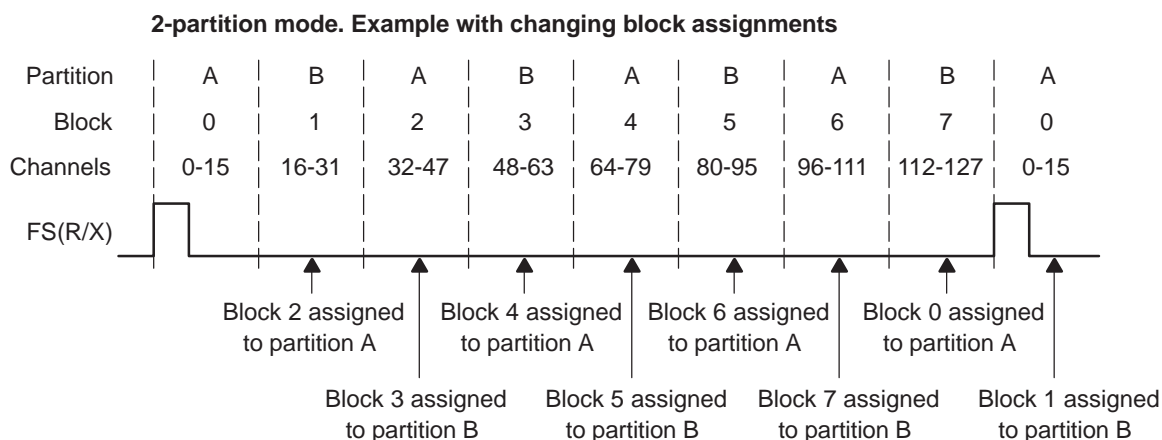 2-partition mode. Example with changing block assignments
Partition A B A B A B A B A
Block 0 1 2 3 4 5 6 7 0
Channels 0-15 16-31 32-47 48-63 64-79 80-95 96-111 112-127 0-15
FS(R/X)
Block 2 assigned
to partition A
Block 4 assigned
to partition A
Block 6 assigned
to partition A
Block 0 assigned
to partition A
Block 3 assigned
to partition B
Block 5 assigned
to partition B
Block 7 assigned
to partition B
Block 1 assigned
to partition B